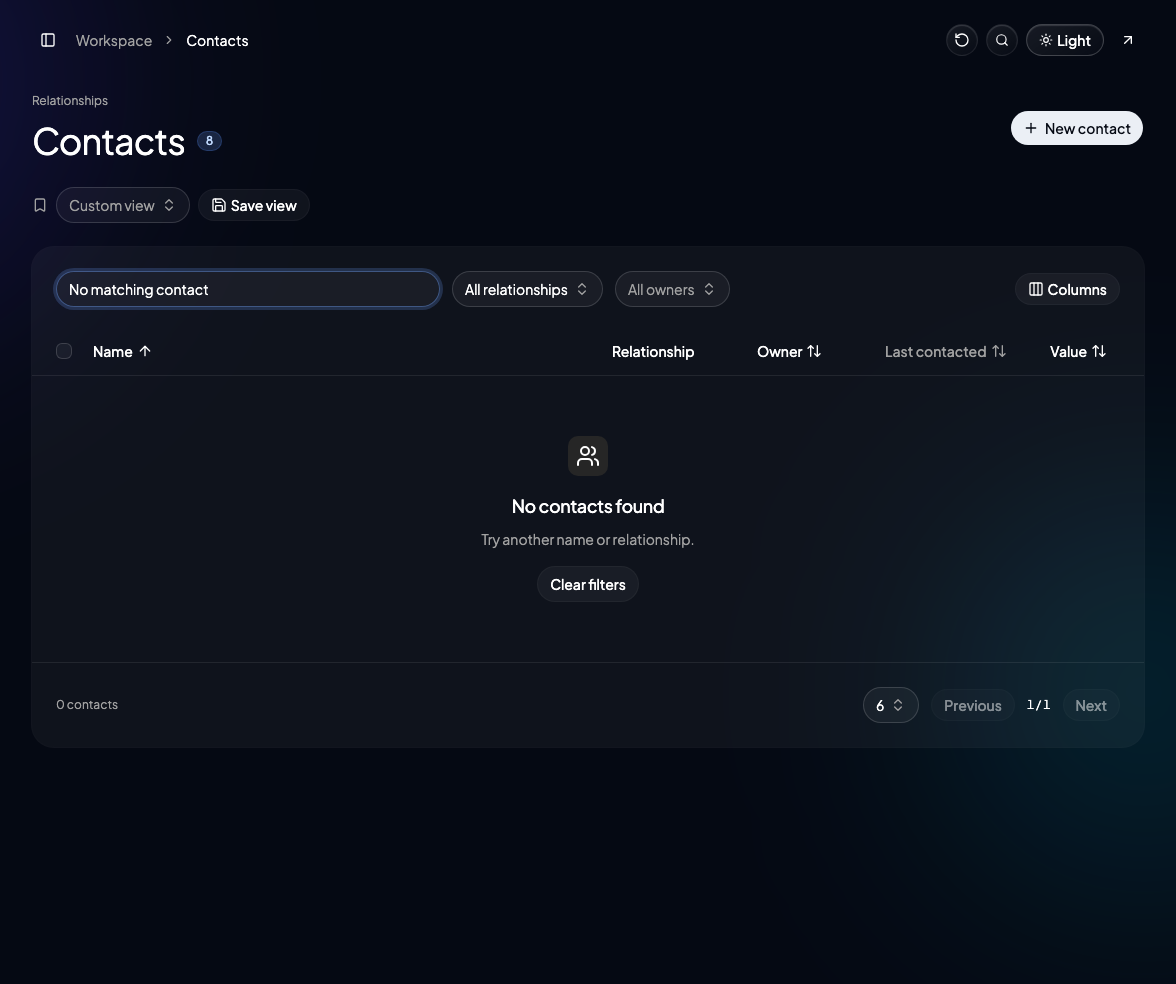 Workspace > Contacts
Light
Relationships
Contacts 8
New contact
Custom view
Save view
No matching contact
All relationships
All owners
Columns
Name
Relationship
Owner
Last contacted
Value
No contacts found
Try another name or relationship.
Clear filters
0 contacts
6
Previous
1/1
Next